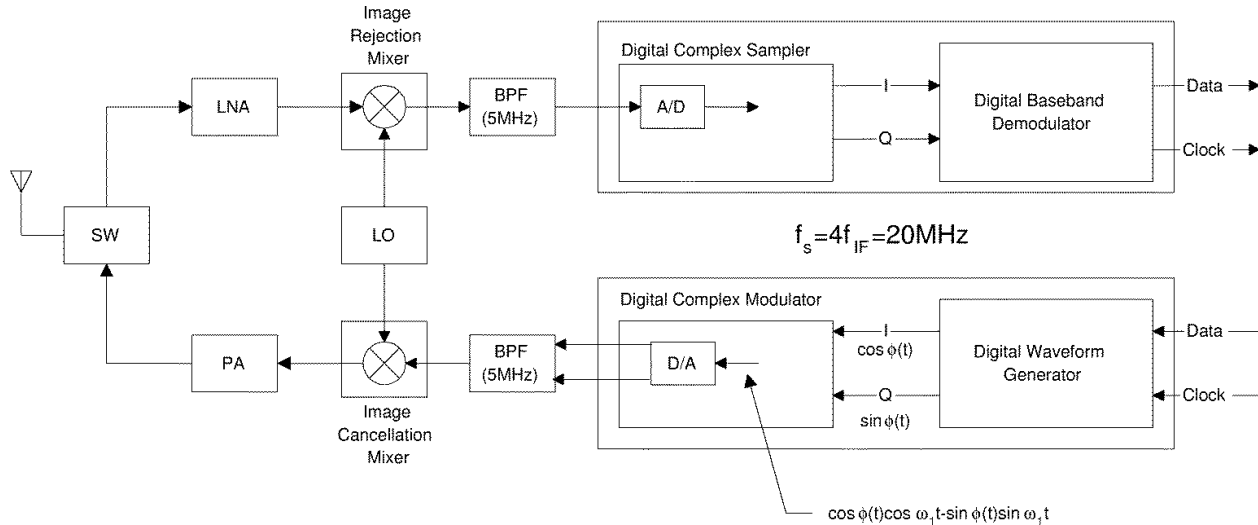 Image
Rejection
Mixer
LNA
BPF
(5MHz)
Digital Complex Sampler
A/D
I
Q
Digital Baseband
Demodulator
Data
Clock
SW
LO
f_s=4f_IF=20MHz
PA
Image
Cancellation
Mixer
BPF
(5MHz)
Digital Complex Modulator
D/A
I
cos ϕ(t)
Q
sin ϕ(t)
Digital Waveform
Generator
Data
Clock
cos ϕ(t)cos ω₁t-sin ϕ(t)sin ω₁t